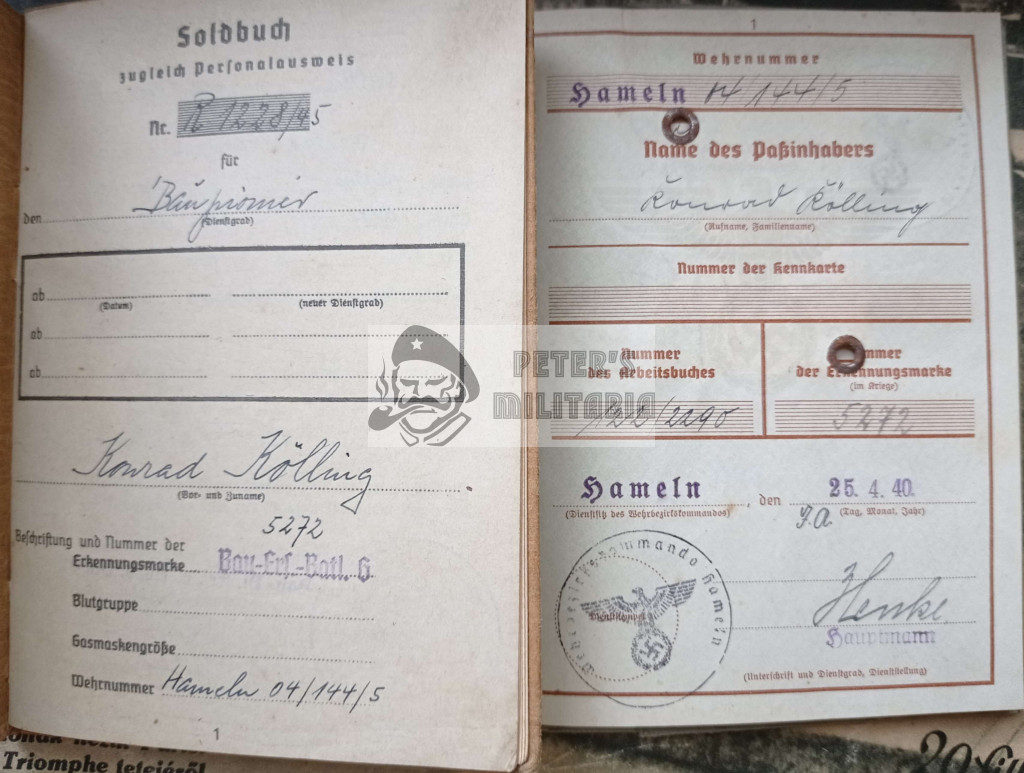 Soldbuch
zugleich Personalausweis
Nr. R 1228/45
für
den Baupionier
(Dienstgrad)
ab
(Datum) (neuer Dienstgrad)
ab
ab
Konrad Kölling
(Vor- und Zuname)
5272
Beschriftung und Nummer der
Erkennungsmarke Bau-Ers.-Batl. 6
Blutgruppe
Gasmaskengröße
Wehrnummer Hameln 04/144/5
1
1
Wehrnummer
Hameln 04/144/5
Name des Paßinhabers
Konrad Kölling
(Rufname, Familienname)
Nummer der Kennkarte
Nummer
des Arbeitsbuches
Nummer
der Erkennungsmarke
(im Kriege)
5272
Hameln, den 25. 4. 40.
(Dienstsitz des Wehrbezirkskommandos) (Tag, Monat, Jahr)
J.A.
Wehrbezirkskommando Hameln
Henke
Hauptmann
(Unterschrift und Dienstgrad, Dienststellung)
PETER'S
MILITARIA
Triomphe